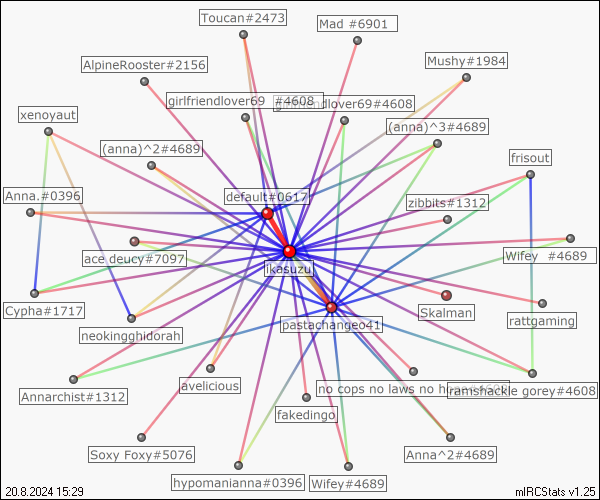 Toucan#2473
Mad #6901
AlpineRooster#2156
Mushy#1984
girlfriendlover69 #4608
girlfriendlover69#4608
xenoyaut
(anna)^3#4689
(anna)^2#4689
frisout
Anna.#0396
default#0617
zibbits#1312
ace.deucy#7097
ikasuzu
Wifey #4689
Cypha#1717
Skalman
rattgaming
neokingghidorah
pastachangeo41
Annarchist#1312
avelicious
no cops no laws no
ramshackle gorey#4608
fakedingo
Soxy Foxy#5076
Anna^2#4689
hypomanianna#0396
Wifey#4689
20.8.2024 15:29
mIRCStats v1.25